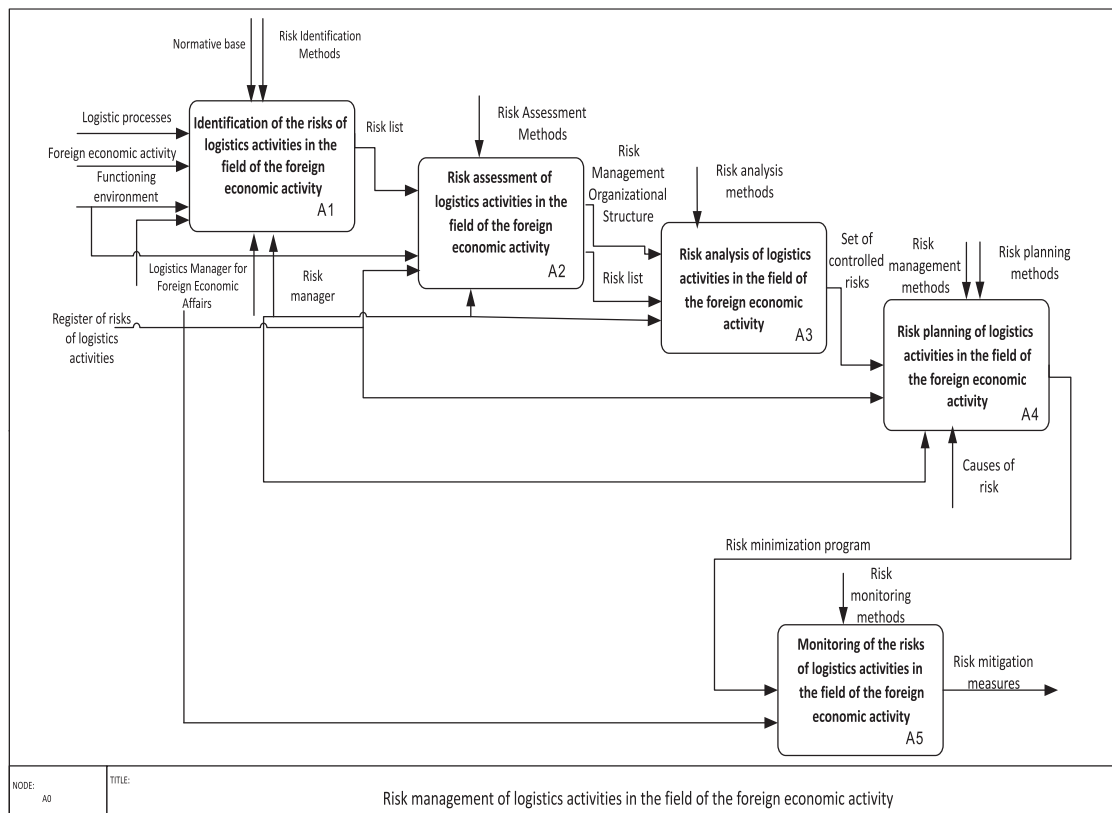 Normative base
Risk Identification
Methods
Logistic processes
Foreign economic activity
Functioning
environment
Identification of the risks of
logistics activities in the
field of the foreign
economic activity
A1
Risk list
Risk Assessment
Methods
Risk assessment of
logistics activities in the
field of the foreign
economic activity
A2
Risk
Management
Organizational
Structure
Risk list
Risk analysis
methods
Risk analysis of logistics
activities in the field of
the foreign economic
activity
A3
Set of
controlled
risks
Risk
management
methods
Risk planning
methods
Logistics Manager for
Foreign Economic
Affairs
Risk
manager
Register of risks
of logistics
activities
Risk planning of logistics
activities in the field of
the foreign economic
activity
A4
Causes of
risk
Risk minimization program
Risk
monitoring
methods
Monitoring of the risks
of logistics activities in
the field of the foreign
economic activity
A5
Risk mitigation
measures
NODE:
A0
TITLE:
Risk management of logistics activities in the field of the foreign economic activity